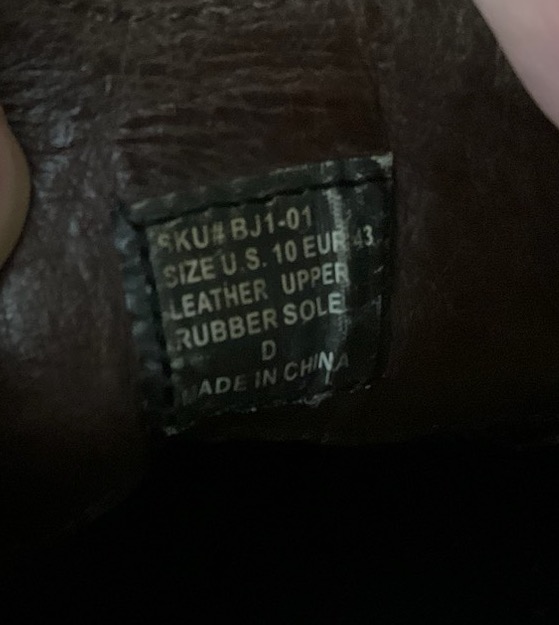 SKU# BJ1-01
SIZE U.S. 10 EUR 43
LEATHER UPPER
RUBBER SOLE
D
MADE IN CHINA